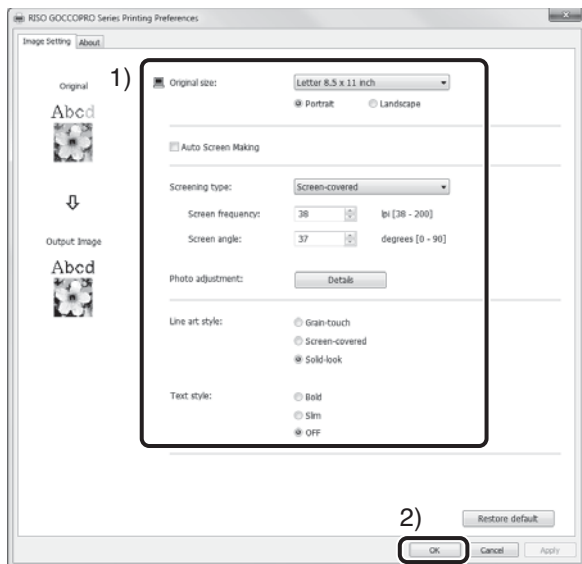 RISO GOCCOPRO Series Printing Preferences
Image Setting About
1)
Original
Abcd
Output Image
Abcd
Original size: Letter 8.5 x 11 inch
Portrait Landscape
Auto Screen Making
Screening type: Screen-covered
Screen frequency: 38 lpi [38 - 200]
Screen angle: 37 degrees [0 - 90]
Photo adjustment: Details
Line art style: Grain-touch
Screen-covered
Solid-look
Text style: Bold
Slim
OFF
2)
Restore default
OK Cancel Apply